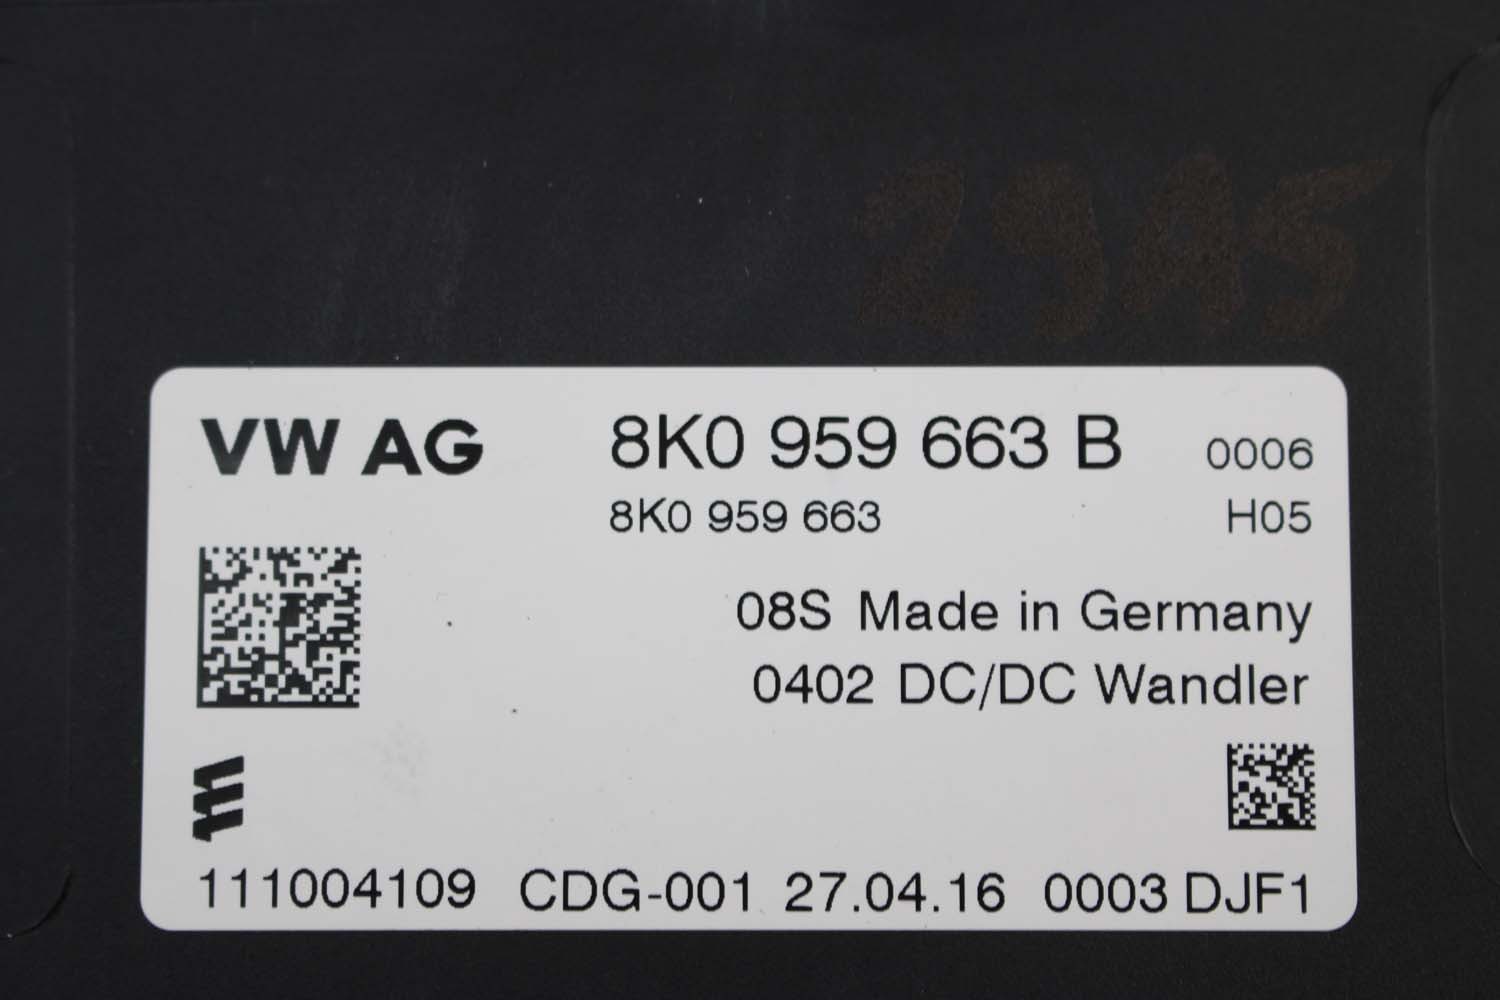 VW AG 8K0 959 663 B 0006
8K0 959 663 H05
08S Made in Germany
0402 DC/DC Wandler
111004109 CDG-001 27.04.16 0003 DJF1